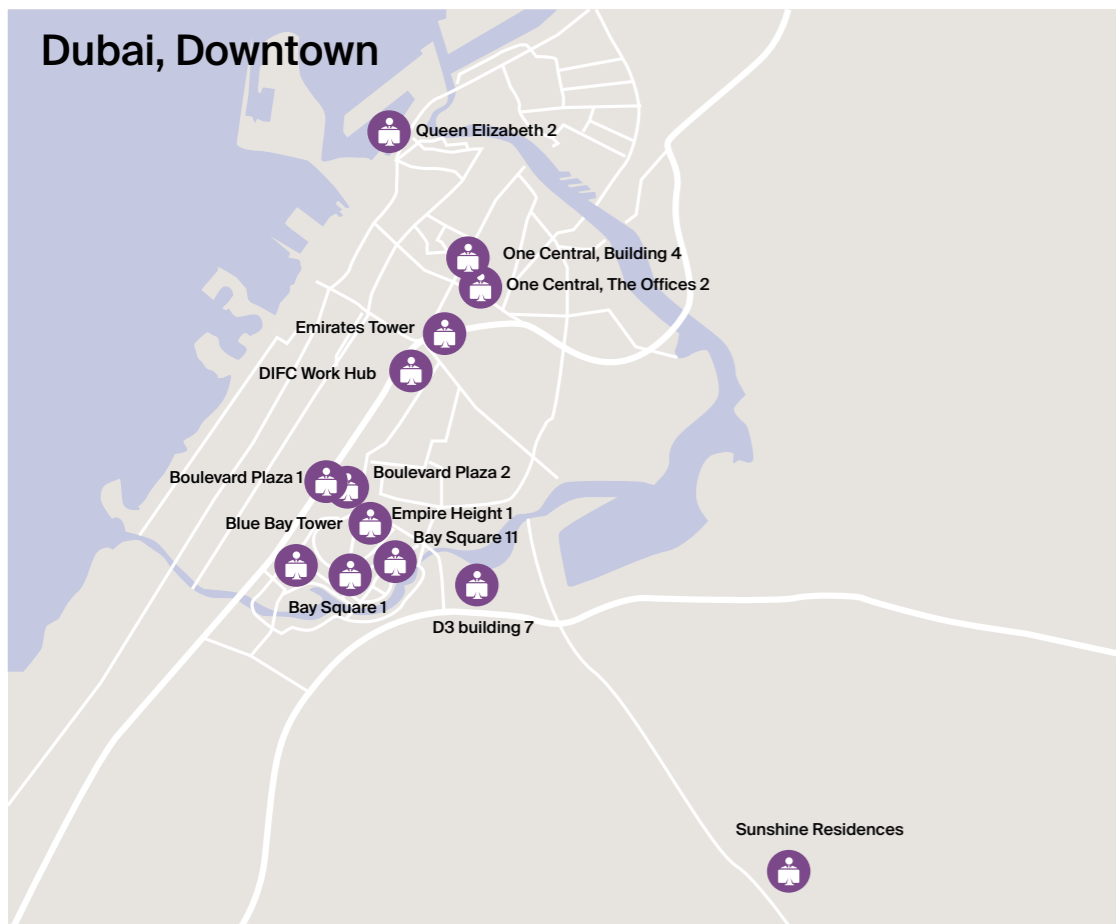 Dubai, Downtown
Queen Elizabeth 2
One Central, Building 4
One Central, The Offices 2
Emirates Tower
DIFC Work Hub
Boulevard Plaza 1
Boulevard Plaza 2
Empire Height 1
Blue Bay Tower
Bay Square 11
Bay Square 1
D3 building 7
Sunshine Residences